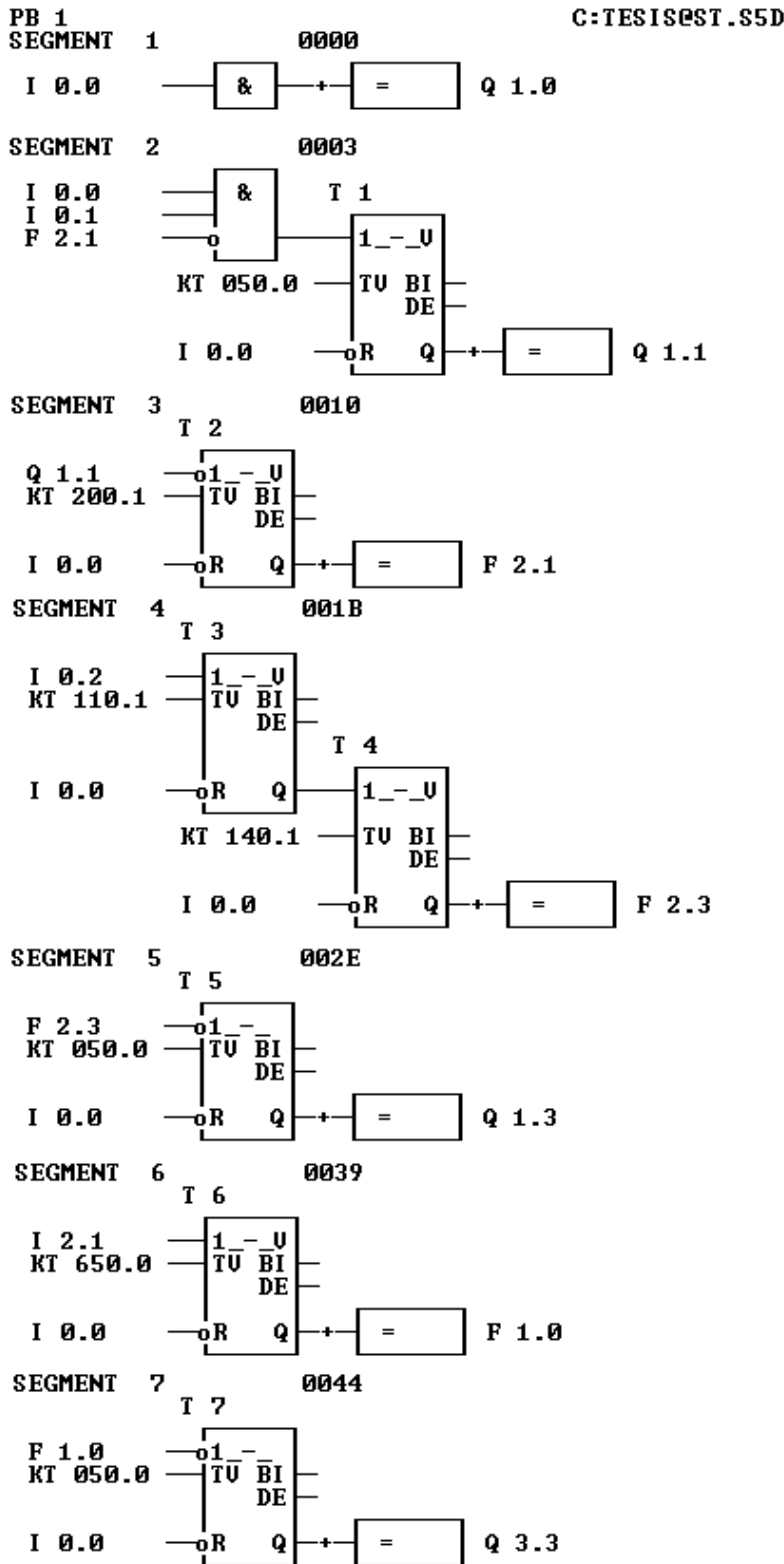 PB 1 C:TESIS@ST.S5D
SEGMENT 1 0000
I 0.0 & = Q 1.0
SEGMENT 2 0003
I 0.0 & T 1
I 0.1
F 2.1 1_-_V
KT 050.0 TV BI
DE
I 0.0 R Q = Q 1.1
SEGMENT 3 0010
T 2
Q 1.1 1_-_V
KT 200.1 TV BI
DE
I 0.0 R Q = F 2.1
SEGMENT 4 001B
T 3
I 0.2 1_-_V
KT 110.1 TV BI
DE
T 4
I 0.0 R Q 1_-_V
KT 140.1 TV BI
DE
I 0.0 R Q = F 2.3
SEGMENT 5 002E
T 5
F 2.3 1_-_
KT 050.0 TV BI
DE
I 0.0 R Q = Q 1.3
SEGMENT 6 0039
T 6
I 2.1 1_-_V
KT 650.0 TV BI
DE
I 0.0 R Q = F 1.0
SEGMENT 7 0044
T 7
F 1.0 1_-_
KT 050.0 TV BI
DE
I 0.0 R Q = Q 3.3